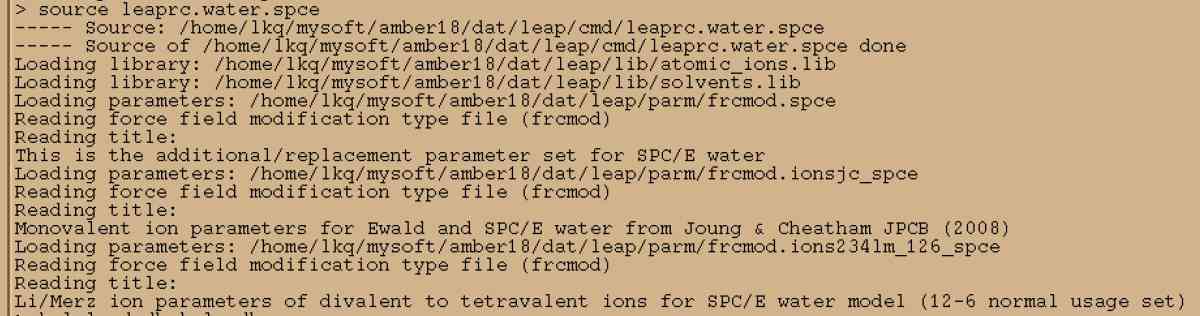 > source leaprc.water.spce
----- Source: /home/lkq/mysoft/amber18/dat/leap/cmd/leaprc.water.spce
----- Source of /home/lkq/mysoft/amber18/dat/leap/cmd/leaprc.water.spce done
Loading library: /home/lkq/mysoft/amber18/dat/leap/lib/atomic_ions.lib
Loading library: /home/lkq/mysoft/amber18/dat/leap/lib/solvents.lib
Loading parameters: /home/lkq/mysoft/amber18/dat/leap/parm/frcmod.spce
Reading force field modification type file (frcmod)
Reading title:
This is the additional/replacement parameter set for SPC/E water
Loading parameters: /home/lkq/mysoft/amber18/dat/leap/parm/frcmod.ionsjc_spce
Reading force field modification type file (frcmod)
Reading title:
Monovalent ion parameters for Ewald and SPC/E water from Joung & Cheatham JPCB (2008)
Loading parameters: /home/lkq/mysoft/amber18/dat/leap/parm/frcmod.ions234lm_126_spce
Reading force field modification type file (frcmod)
Reading title:
Li/Merz ion parameters of divalent to tetravalent ions for SPC/E water model (12-6 normal usage set)